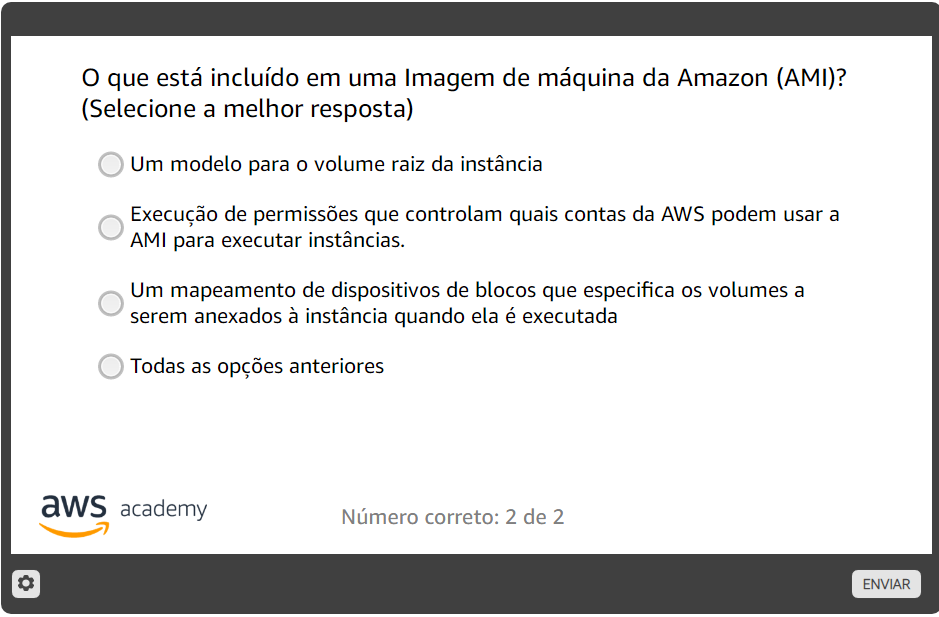 O que está incluído em uma Imagem de máquina da Amazon (AMI)?
(Selecione a melhor resposta)
Um modelo para o volume raiz da instância
Execução de permissões que controlam quais contas da AWS podem usar a
AMI para executar instâncias.
Um mapeamento de dispositivos de blocos que especifica os volumes a
serem anexados à instância quando ela é executada
Todas as opções anteriores
aws academy
Número correto: 2 de 2
ENVIAR